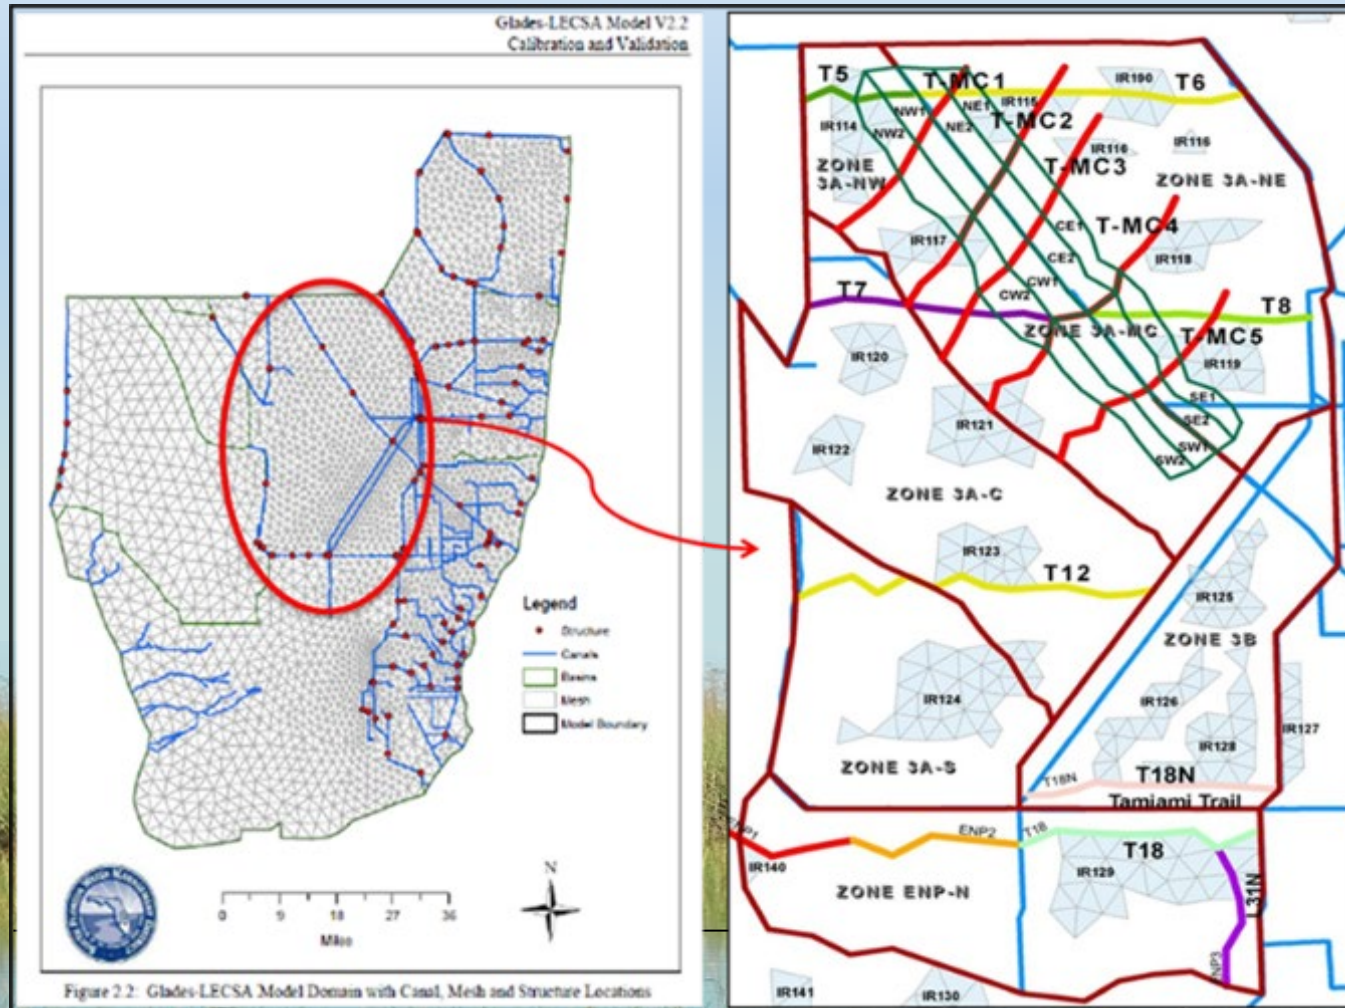 Glades-LECSA Model V2.2
Calibration and Validation
Legend
Structure
Canals
Basins
Mesh
Model Boundary
N
0 9 18 27 36
Miles
Figure 2.2: Glades-LECSA Model Domain with Canal, Mesh and Structure Locations
T5
T-MC1
IR190
T6
NW1
NE1
IR115
IR114
NW2
NE2
T-MC2
IR116
IR116
ZONE
3A-NW
T-MC3
ZONE 3A-NE
CE1
T-MC4
IR117
CE2
IR118
T7
CW1
CW2
T8
ZONE 3A-MC
T-MC5
IR120
IR119
SE1
IR121
SE2
IR122
SW1
SW2
ZONE 3A-C
IR123
T12
IR125
ZONE 3B
IR124
IR126
IR127
IR128
ZONE 3A-S
T18N
T18N
Tamiami Trail
ENP1
ENP2
T18
T18
IR140
IR129
ZONE ENP-N
L31N
IR141
IR130